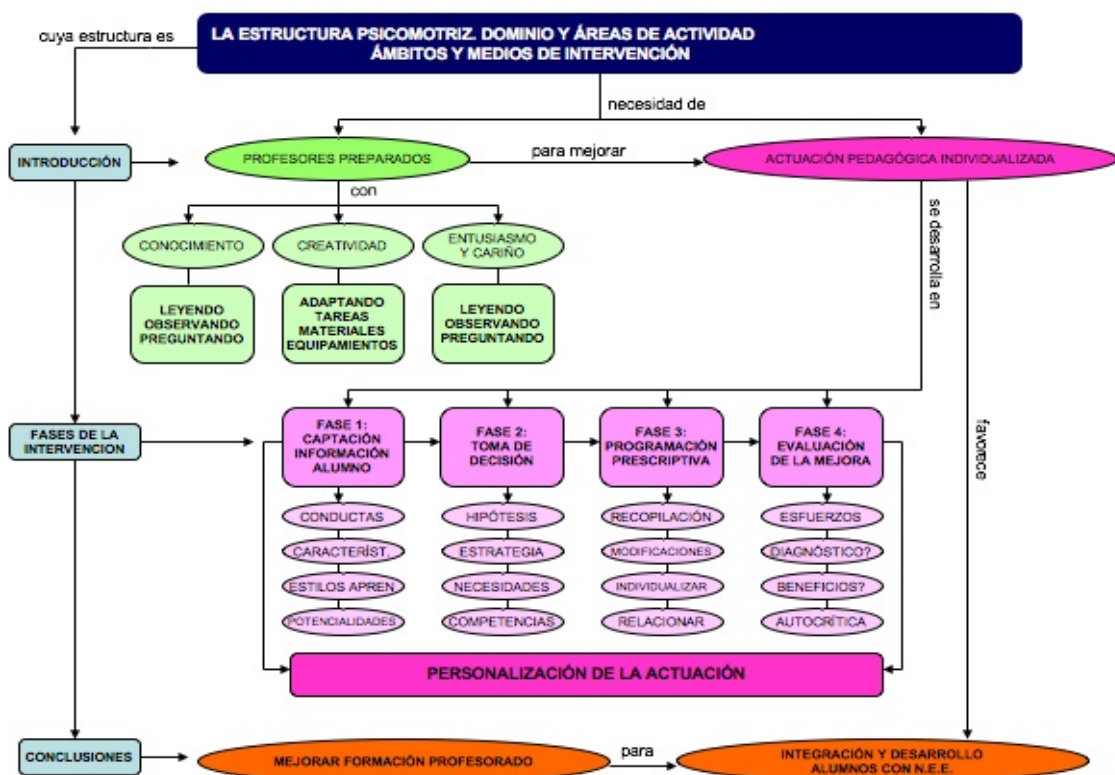 cuya estructura es
LA ESTRUCTURA PSICOMOTRIZ. DOMINIO Y ÁREAS DE ACTIVIDAD
ÁMBITOS Y MEDIOS DE INTERVENCIÓN
necesidad de
INTRODUCCIÓN
PROFESORES PREPARADOS
para mejorar
ACTUACIÓN PEDAGÓGICA INDIVIDUALIZADA
con
se desarrolla en
CONOCIMIENTO
CREATIVIDAD
ENTUSIASMO
Y CARIÑO
LEYENDO
OBSERVANDO
PREGUNTANDO
ADAPTANDO
TAREAS
MATERIALES
EQUIPAMIENTOS
LEYENDO
OBSERVANDO
PREGUNTANDO
FASES DE LA
INTERVENCION
FASE 1:
CAPTACIÓN
INFORMACIÓN
ALUMNO
FASE 2:
TOMA DE
DECISIÓN
FASE 3:
PROGRAMACIÓN
PRESCRIPTIVA
FASE 4:
EVALUACIÓN
DE LA MEJORA
favorece
CONDUCTAS
CARACTERÍST,
ESTILOS APREN
POTENCIALIDADES
HIPÓTESIS
ESTRATEGIA
NECESIDADES
COMPETENCIAS
RECOPILACIÓN
MODIFICACIONES
INDIVIDUALIZAR
RELACIONAR
ESFUERZOS
DIAGNÓSTICO?
BENEFICIOS?
AUTOCRÍTICA
PERSONALIZACIÓN DE LA ACTUACIÓN
CONCLUSIONES
MEJORAR FORMACIÓN PROFESORADO
para
INTEGRACIÓN Y DESARROLLO
ALUMNOS CON N.E.E.